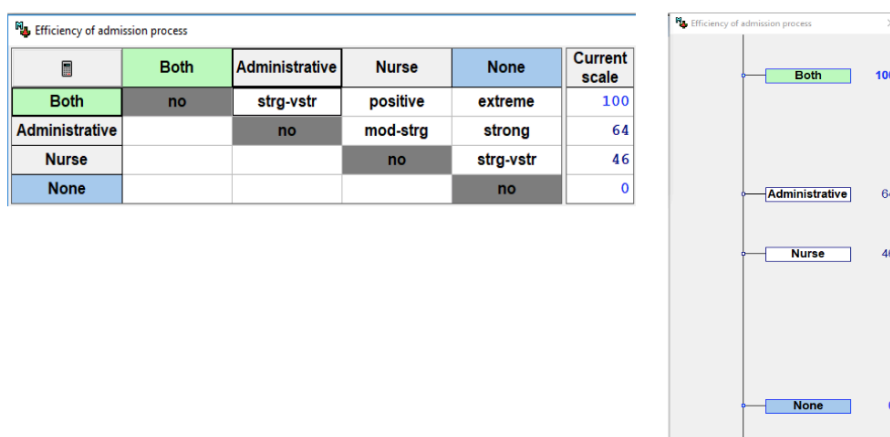 Efficiency of admission process
Both Administrative Nurse None Current scale
Both no strg-vstr positive extreme 100
Administrative no mod-strg strong 64
Nurse no strg-vstr 46
None no 0
Efficiency of admission process
Both 100
Administrative 64
Nurse
None